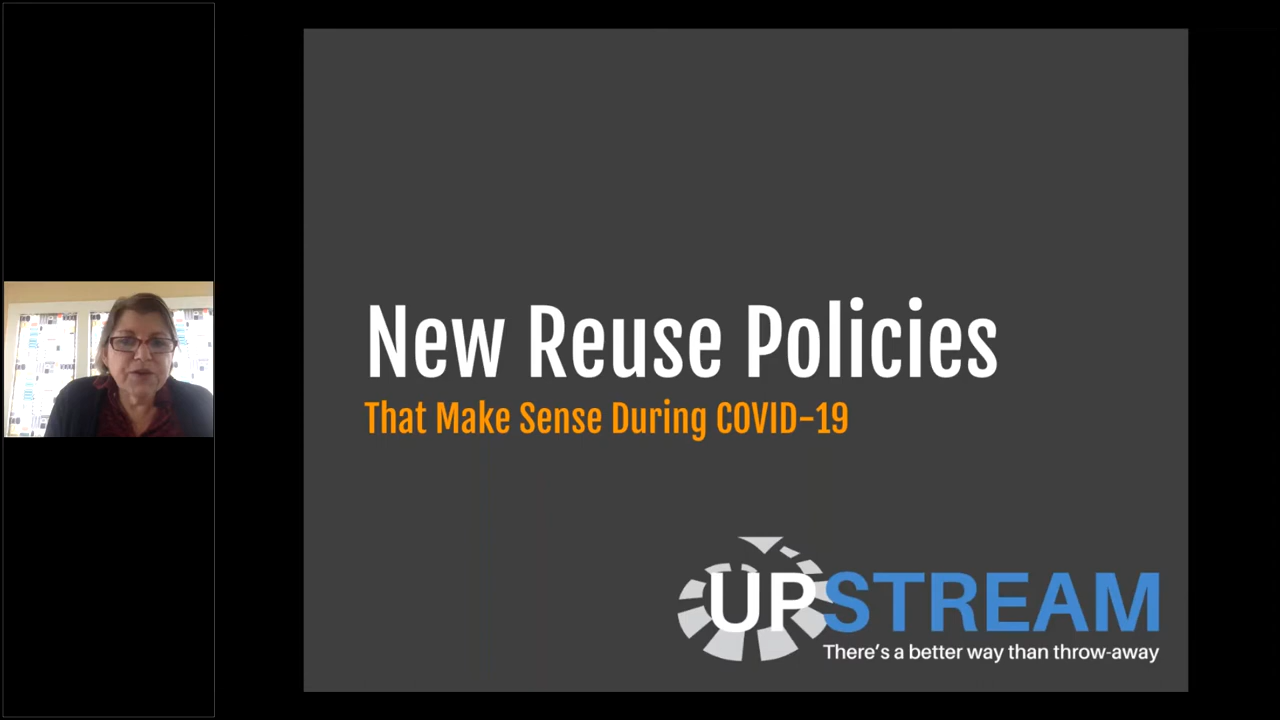 New Reuse Policies
That Make Sense During COVID-19
UPSTREAM
There's a better way than throw-away